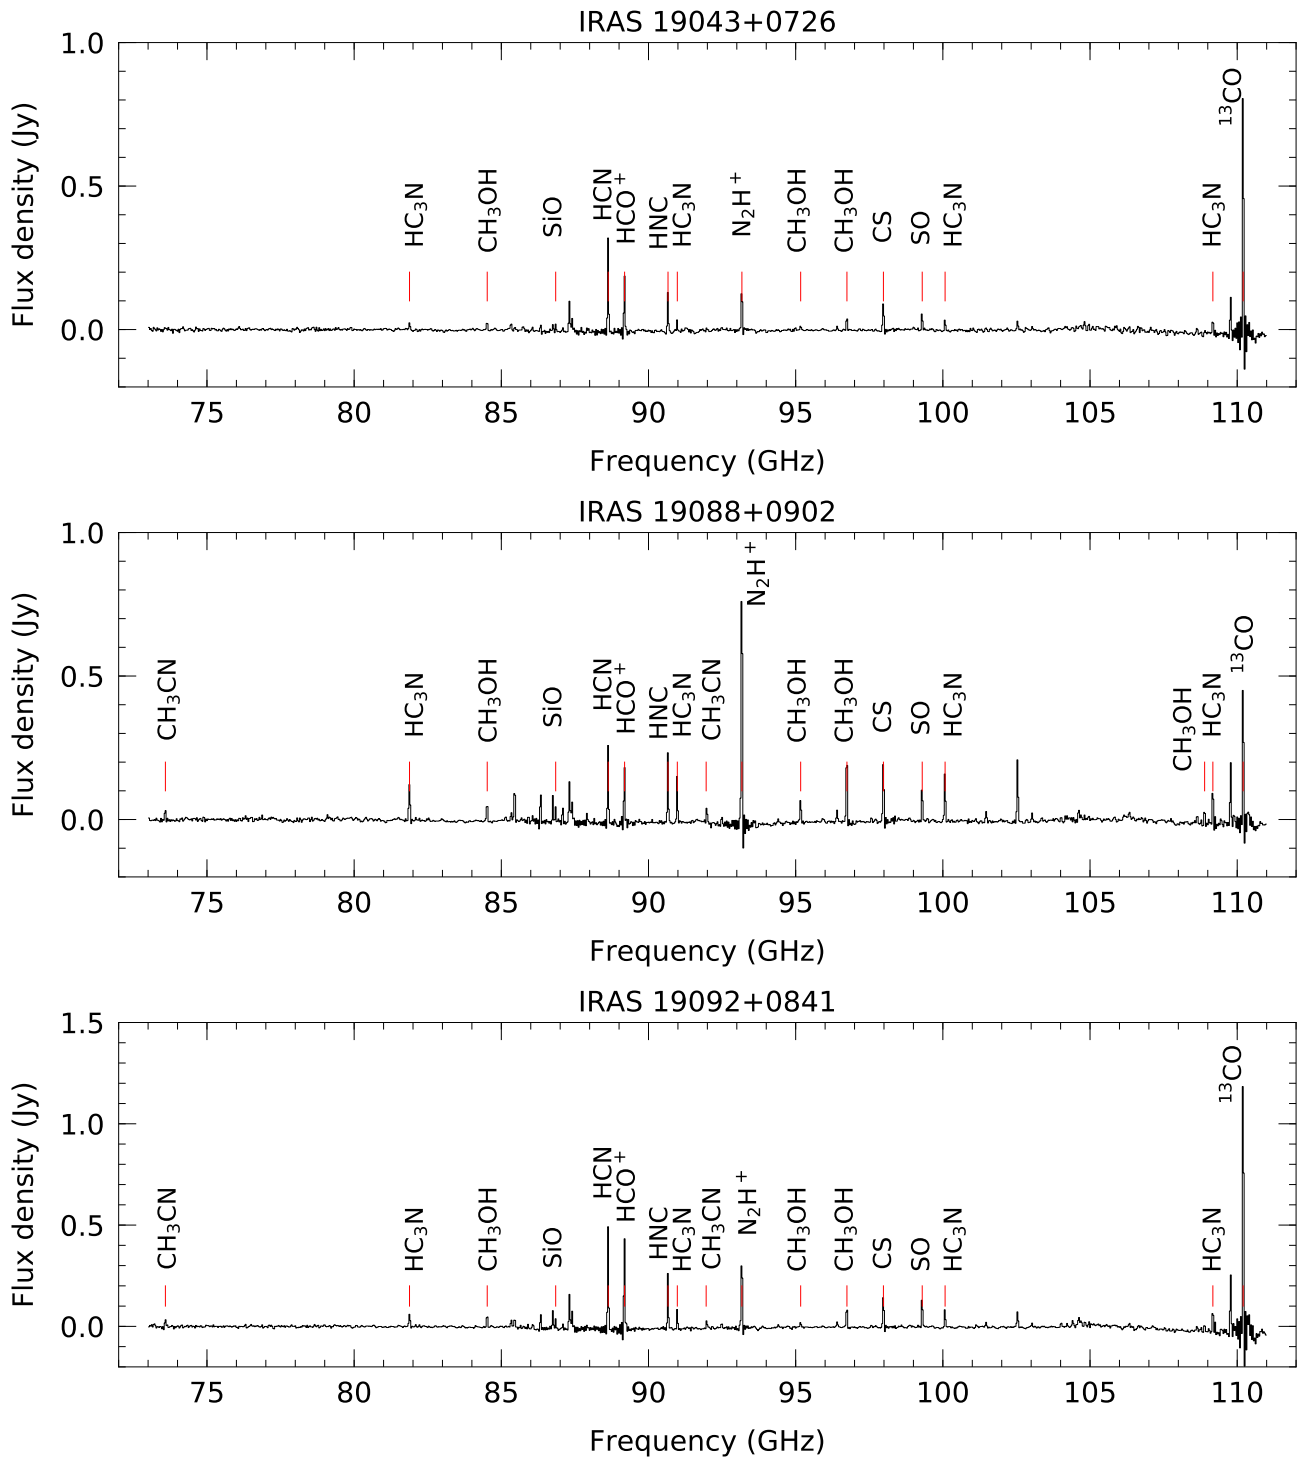 IRAS 19043+0726
Flux density (Jy)
1.0
0.5
0.0
HC₃N
CH₃OH
SiO
HCN
HCO⁺
HNC
HC₃N
N₂H⁺
CH₃OH
CH₃OH
CS
SO
HC₃N
HC₃N
¹³CO
75 80 85 90 95 100 105 110
Frequency (GHz)
IRAS 19088+0902
Flux density (Jy)
1.0
0.5
0.0
CH₃CN
HC₃N
CH₃OH
SiO
HCN
HCO⁺
HNC
HC₃N
CH₃CN
N₂H⁺
CH₃OH
CH₃OH
CS
SO
HC₃N
CH₃OH
HC₃N
¹³CO
75 80 85 90 95 100 105 110
Frequency (GHz)
IRAS 19092+0841
Flux density (Jy)
1.5
1.0
0.5
0.0
CH₃CN
HC₃N
CH₃OH
SiO
HCN
HCO⁺
HNC
HC₃N
CH₃CN
N₂H⁺
CH₃OH
CH₃OH
CS
SO
HC₃N
HC₃N
¹³CO
75 80 85 90 95 100 105 110
Frequency (GHz)